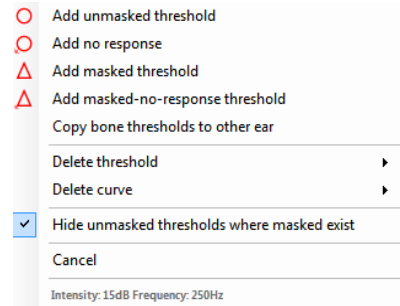 Add unmasked threshold
Add no response
Add masked threshold
Add masked-no-response threshold
Copy bone thresholds to other ear
Delete threshold
Delete curve
Hide unmasked thresholds where masked exist
Cancel
Intensity: 15dB Frequency: 250Hz